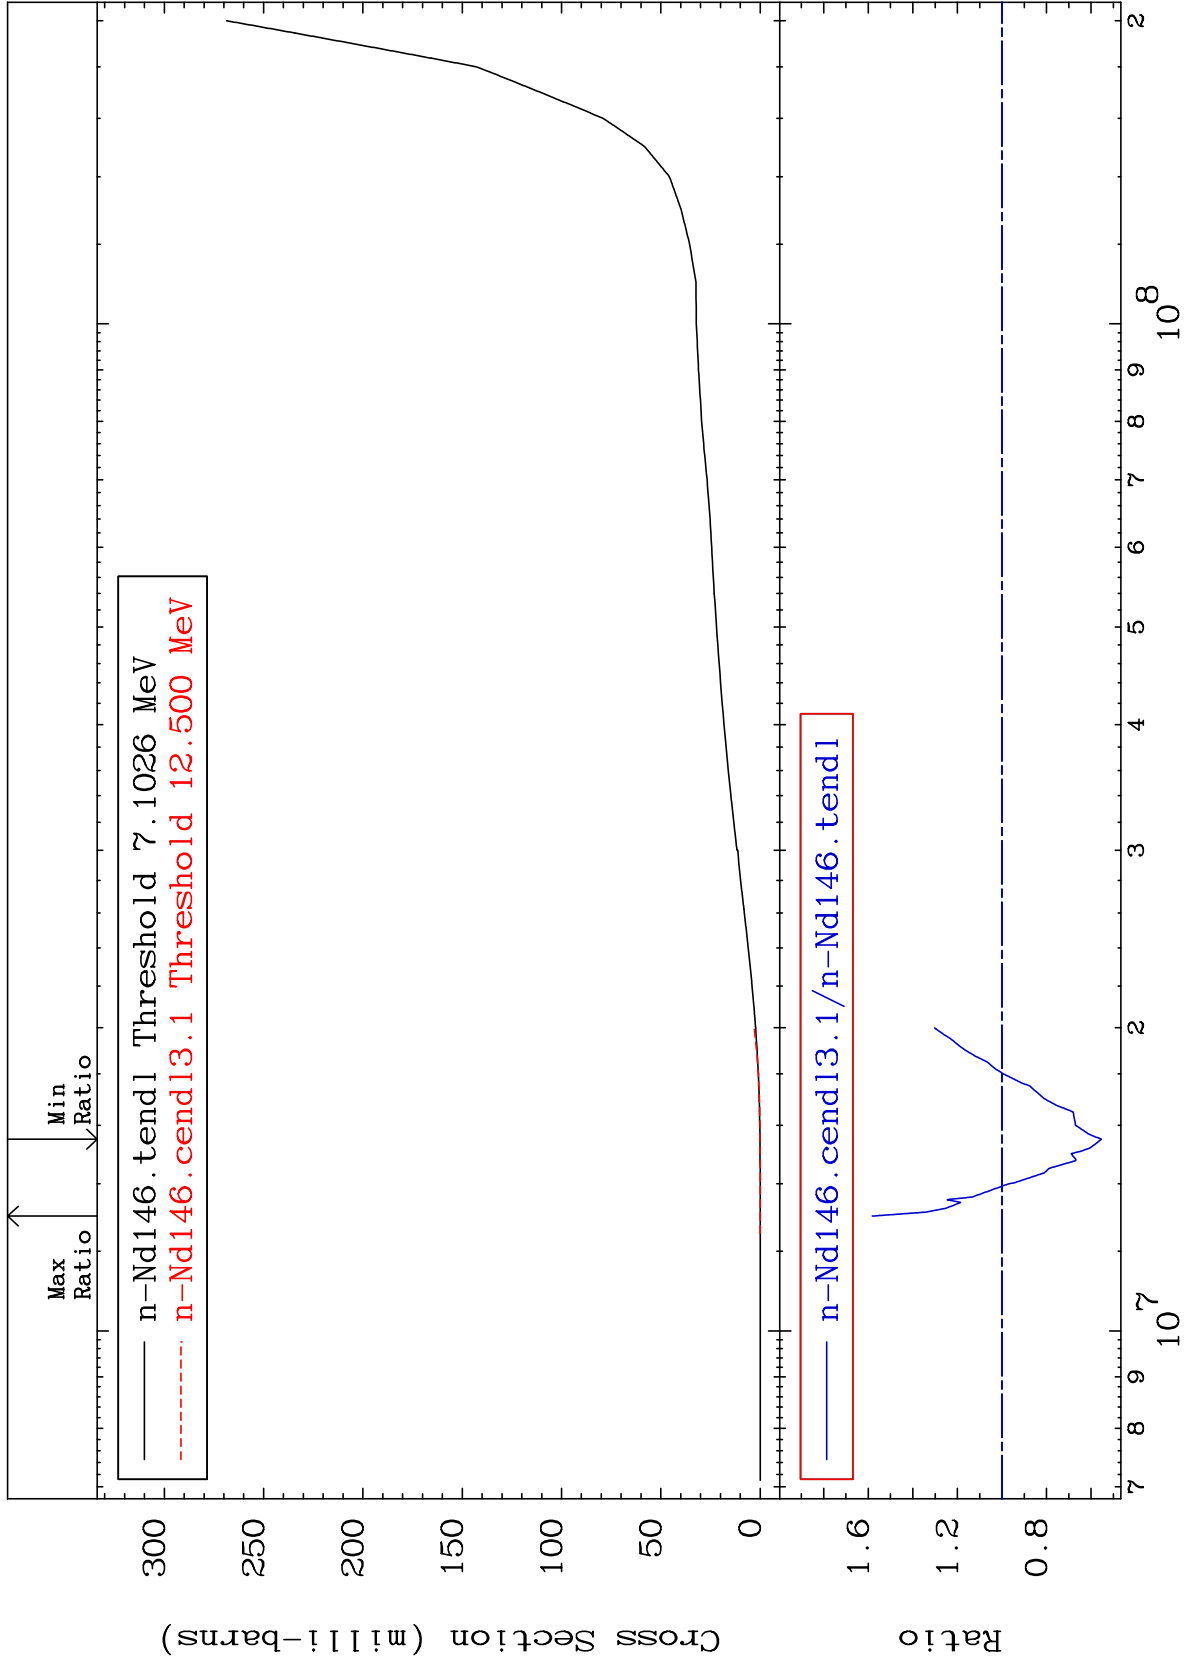 Max
Ratio
Min
Ratio
n-Nd146.tendl Threshold 7.1026 MeV
n-Nd146.cendl3.1 Threshold 12.500 MeV
Cross Section (milli-barns)
300
250
200
150
100
50
0
n-Nd146.cendl3.1/n-Nd146.tendl
Ratio
1.6
1.2
0.8
7 8 9 2 3 4 5 6 7 8 9 2
10^7 10^8